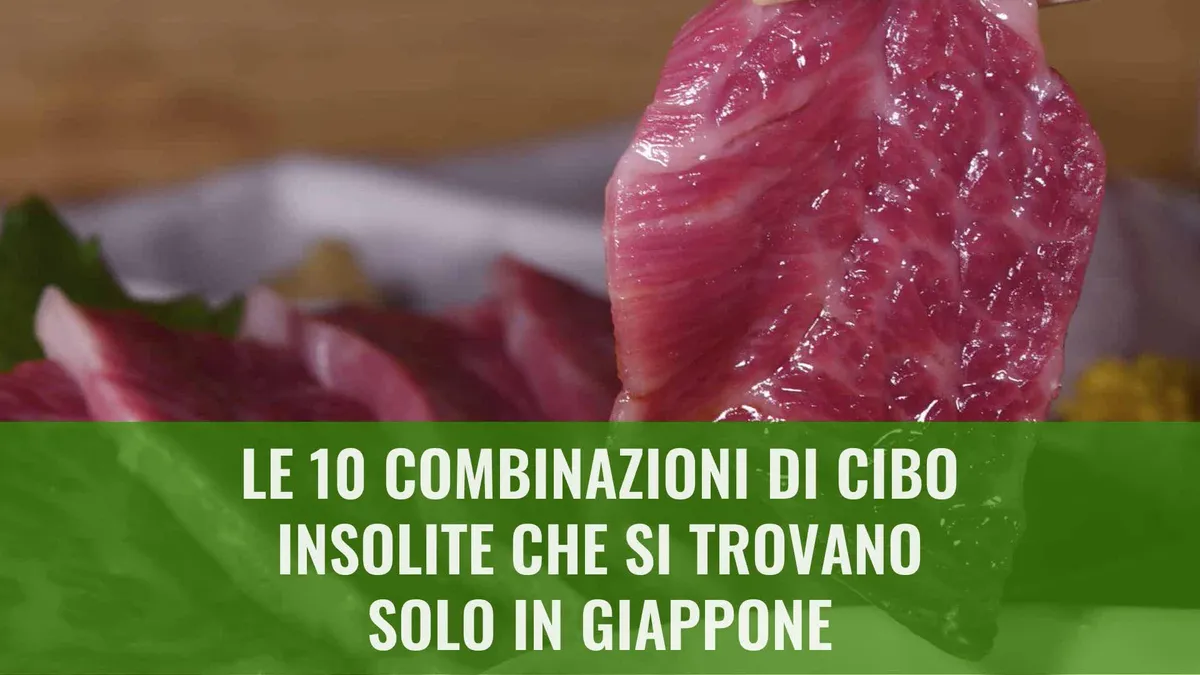 LE 10 COMBINAZIONI DI CIBO
INSOLITE CHE SI TROVANO
SOLO IN GIAPPONE